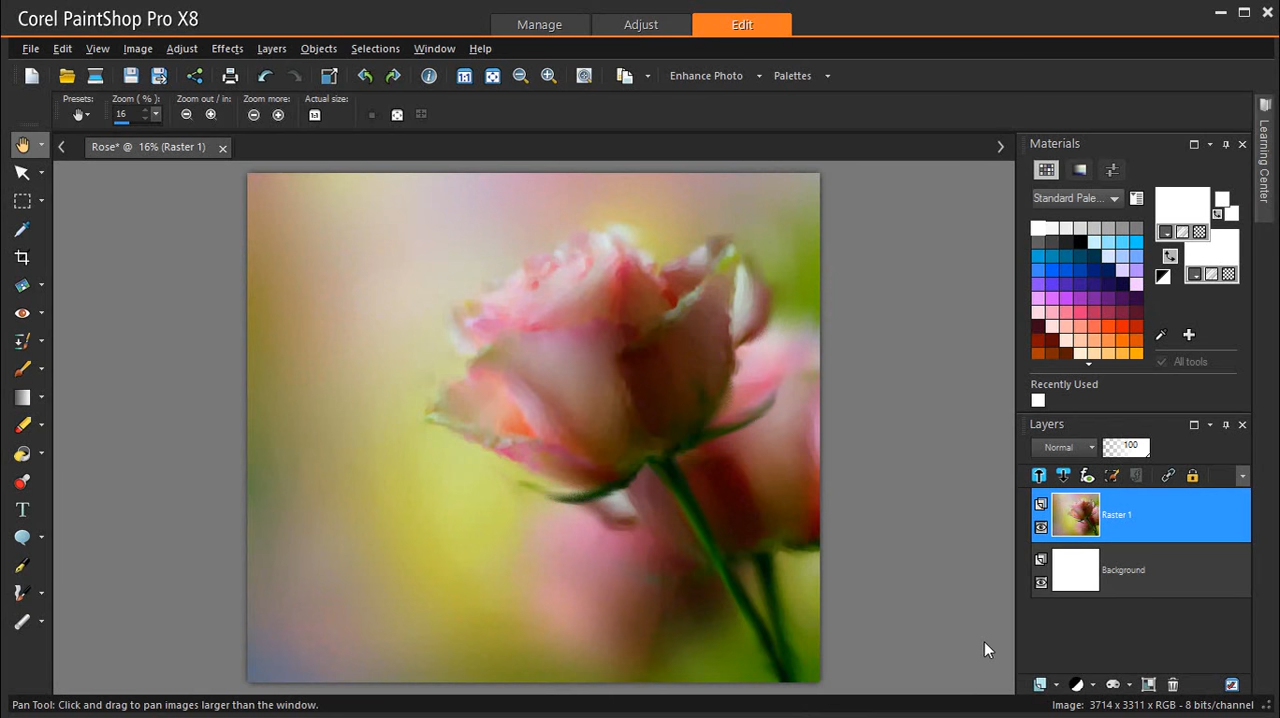 Corel PaintShop Pro X8
Manage
Adjust
Edit
File
Edit
View
Image
Adjust
Effects
Layers
Objects
Selections
Window
Help
Enhance Photo
Palettes
Presets:
Zoom ( % ):
Zoom out / in:
Zoom more:
Actual size:
16
Rose* @ 16% (Raster 1)
Materials
Learning Center
Standard Pale...
All tools
Recently Used
Layers
Normal
100
Raster 1
Background
Pan Tool: Click and drag to pan images larger than the window.
Image: 3714 x 3311 x RGB - 8 bits/channel